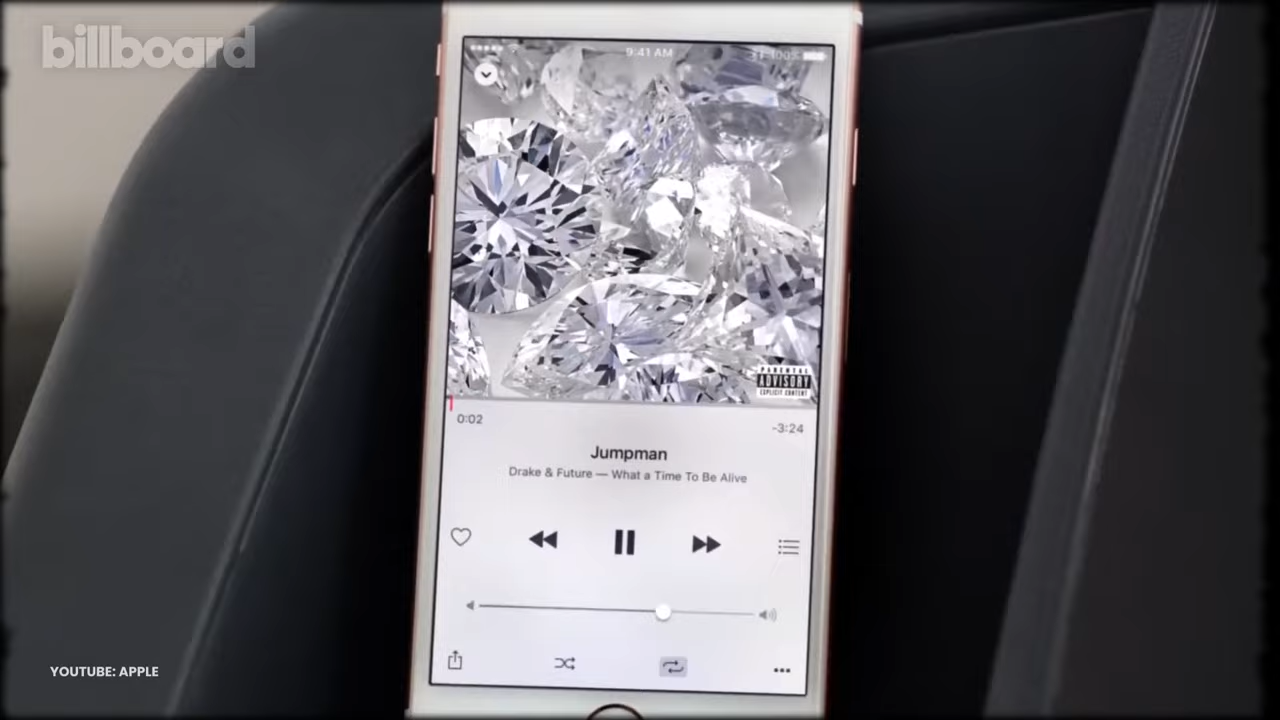 billboard
9:41 AM
100%
PARENTAL
ADVISORY
EXPLICIT CONTENT
0:02
-3:24
Jumpman
Drake & Future — What a Time To Be Alive
YOUTUBE: APPLE